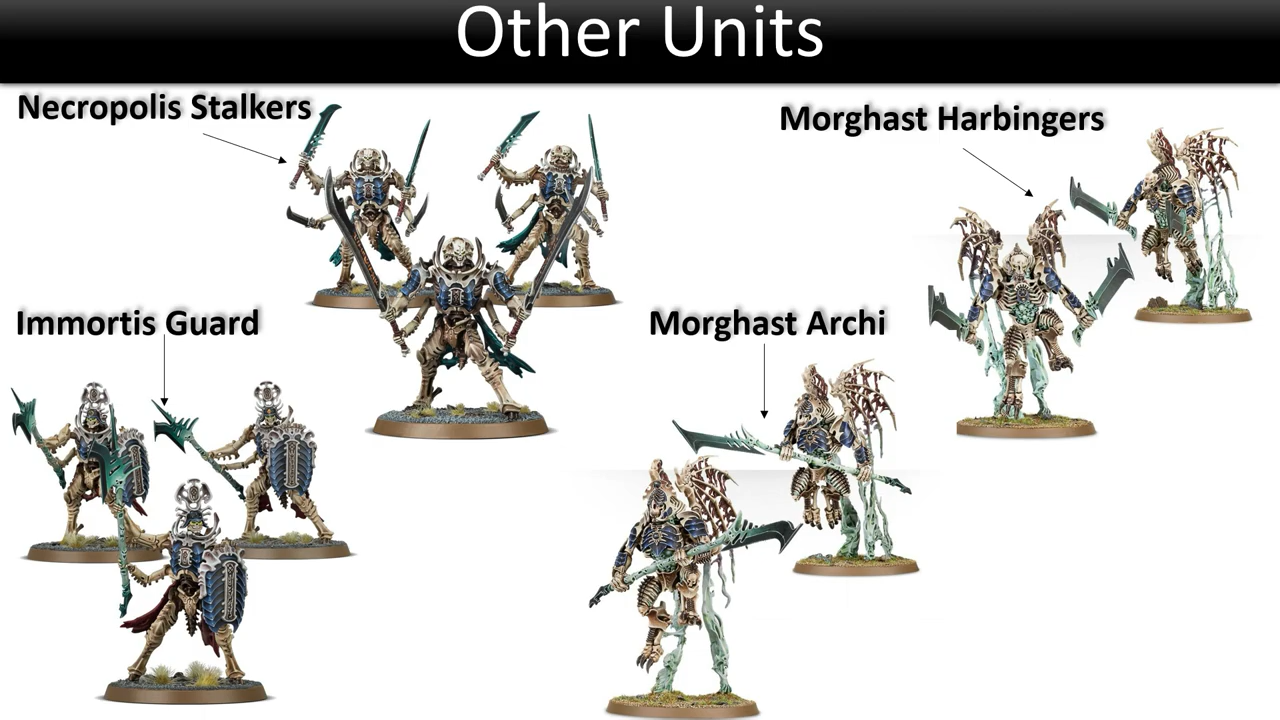 Other Units
Necropolis Stalkers
Morghast Harbingers
Immortis Guard
Morghast Archi